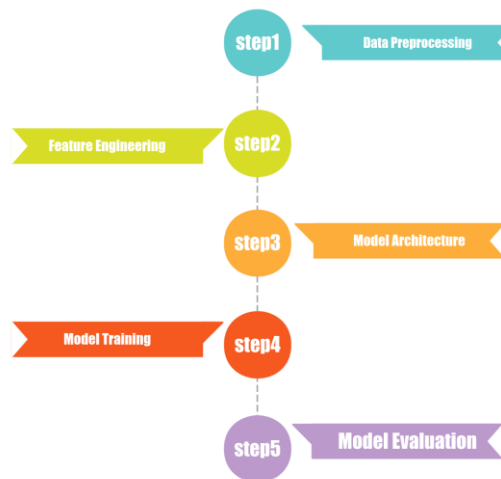 step1
Data Preprocessing
Feature Engineering
step2
step3
Model Architecture
Model Training
step4
step5
Model Evaluation